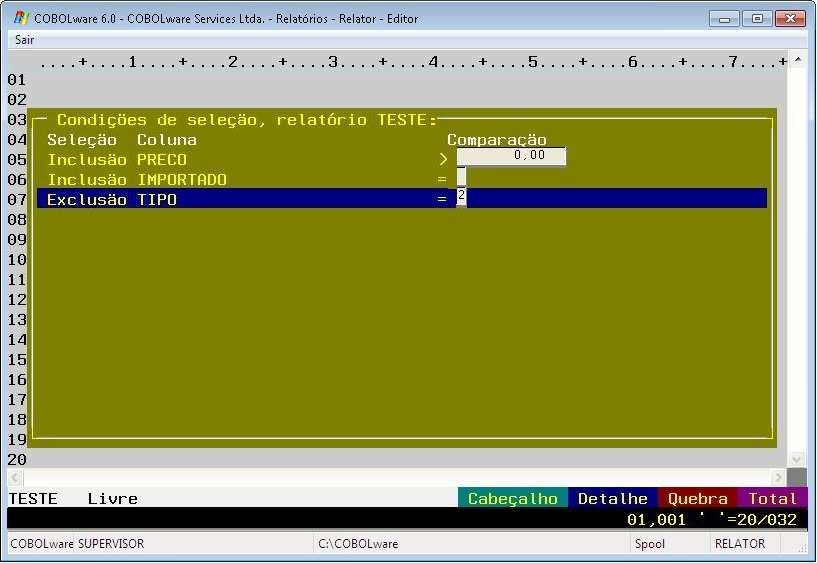 COBOLware 6.0 - COBOLware Services Ltda. - Relatórios - Relator - Editor
Sair
....+....1....+....2....+....3....+....4....+....5....+....6....+....7....+
01
02
03 Condições de seleção, relatório TESTE:
04 Seleção Coluna Comparação
05 Inclusão PRECO > 0,00
06 Inclusão IMPORTADO =
07 Exclusão TIPO = 2
08
09
10
11
12
13
14
15
16
17
18
19
20
TESTE Livre Cabeçalho Detalhe Quebra Total
01,001 ' '=20/032
COBOLware SUPERVISOR C:\COBOLware Spool RELATOR